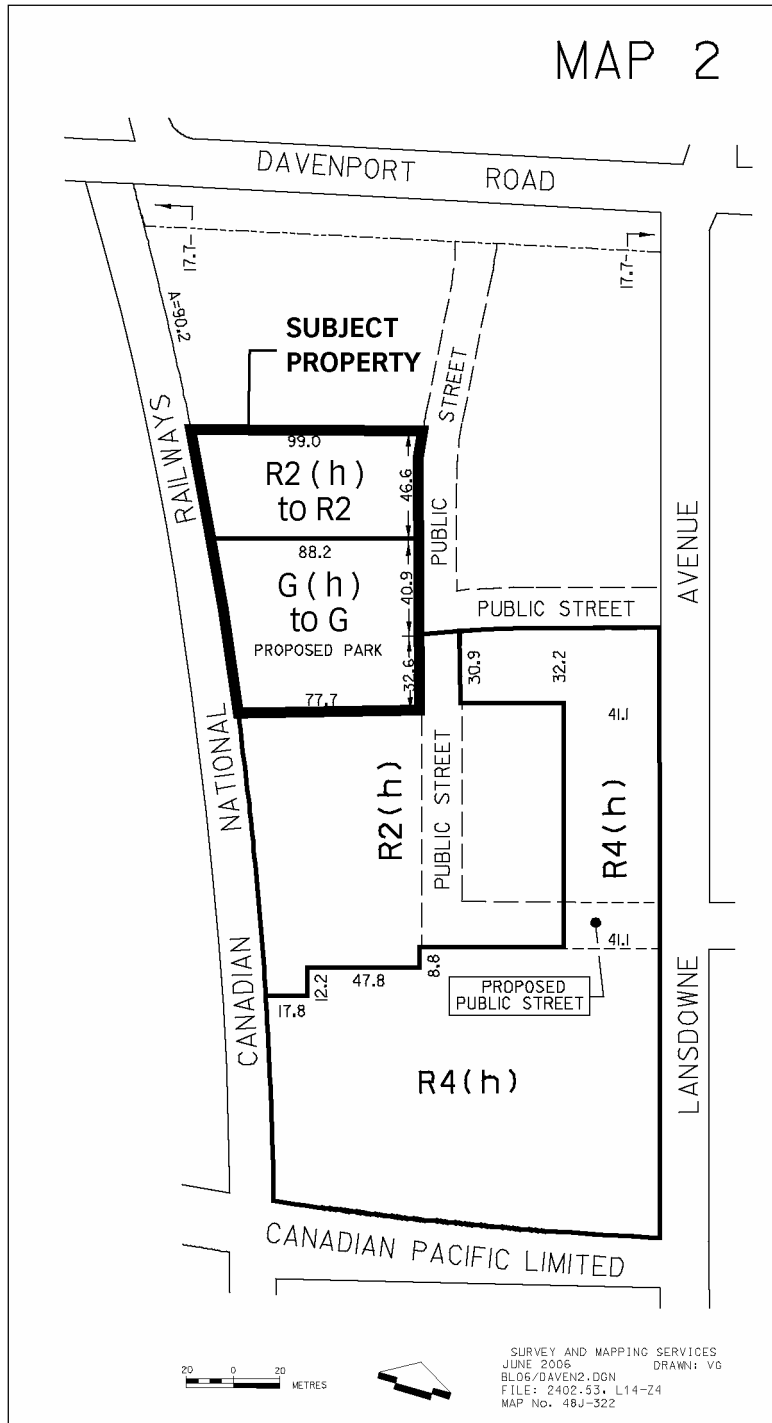 MAP 2
DAVENPORT ROAD
17.7
17.7
A=90.2
SUBJECT
PROPERTY
STREET
RAILWAYS
99.0
R2(h)
to R2
46.6
PUBLIC
AVENUE
88.2
G(h)
to G
PROPOSED PARK
40.9
PUBLIC STREET
32.6
77.7
30.9
32.2
41.1
NATIONAL
R2(h)
PUBLIC STREET
R4(h)
41.1
8.8
47.8
12.2
17.8
PROPOSED
PUBLIC STREET
CANADIAN
LANSDOWNE
R4(h)
CANADIAN PACIFIC LIMITED
20 0 20
METRES
SURVEY AND MAPPING SERVICES
JUNE 2006 DRAWN: VG
BL06/DAVEN2.DGN
FILE: 2402.53. L14-Z4
MAP No. 48J-322